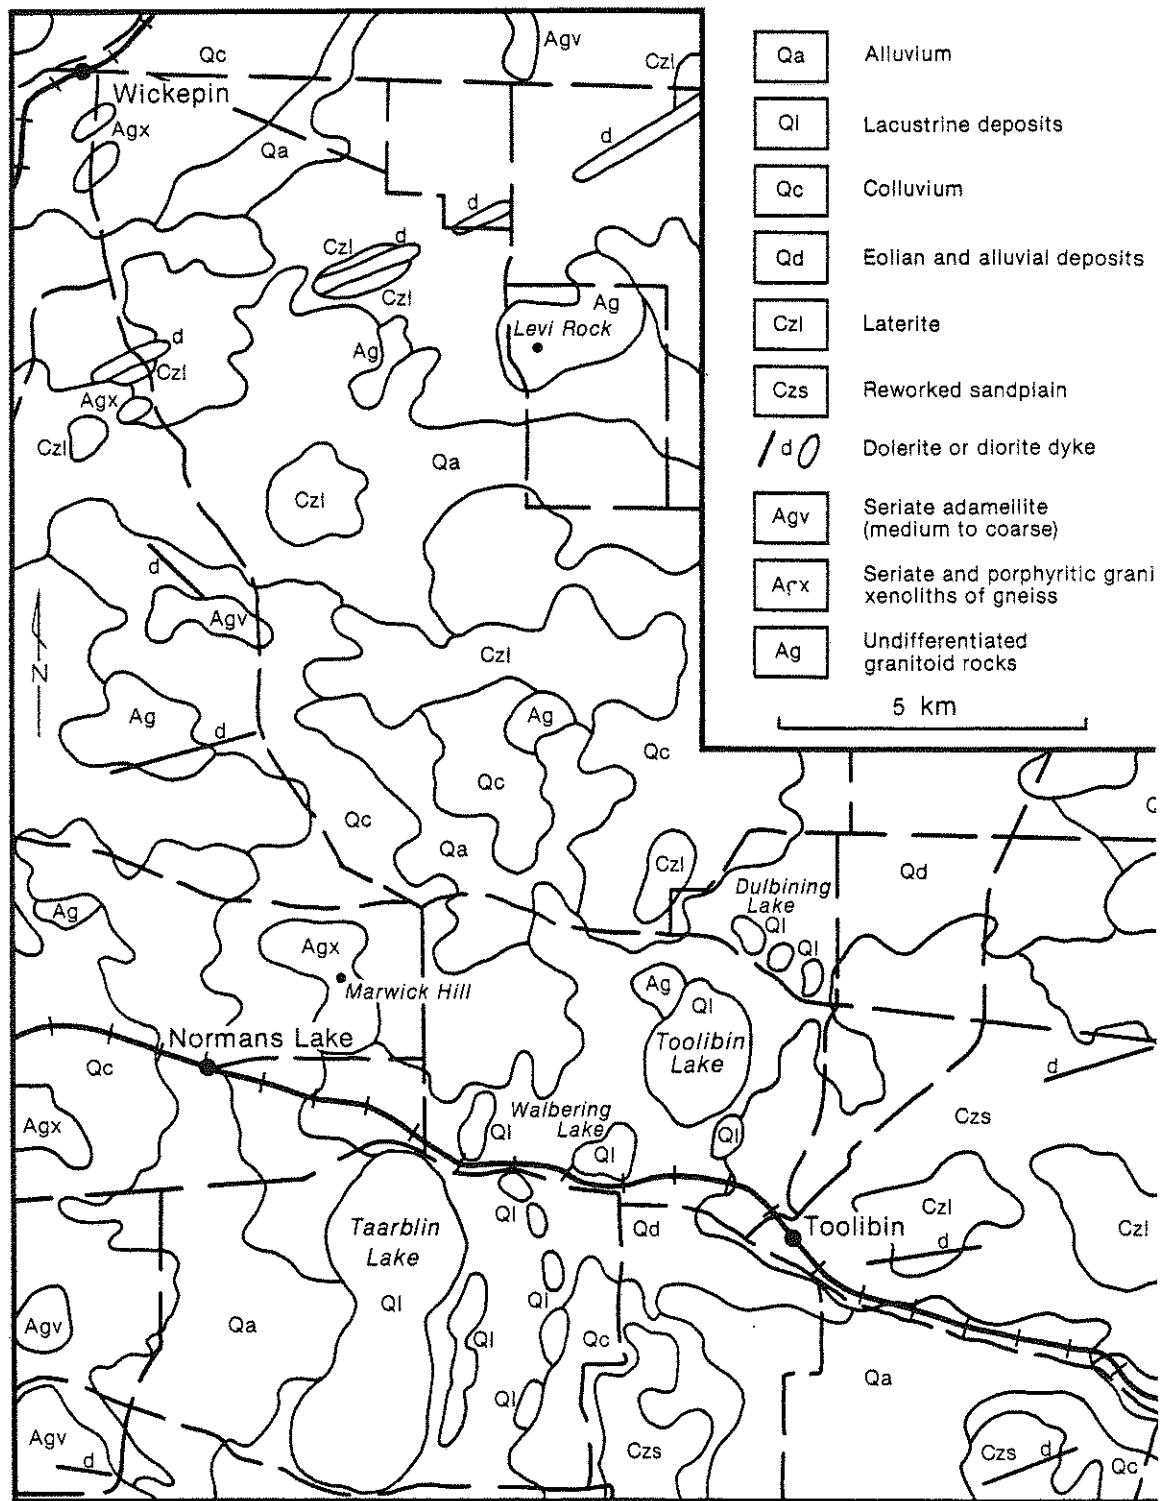 Qc
Agv
Czl
Wickepin
Agx
Qa
d
d
Czl
d
Czl
Ag
Levi Rock
Ag
d
Czl
Agx
Czl
Qa
Czl
d
Agv
N
Czl
Ag
Ag
d
Qc
Qc
Qc
Qa
Czl
Qd
Dulbining
Lake
Ql
Ql
Ag
Agx
Marwick Hill
Ag
Ql
Toolibin
Lake
Normans Lake
Qc
d
Agx
Walbering
Lake
Ql
Ql
Ql
Czs
Ql
Taarblin
Lake
Ql
Qd
Toolibin
Czl
d
Czl
Agv
Qa
Ql
Ql
Qc
Qa
Ql
Agv
d
Czs
Czs
d
Qc
Qa Alluvium
Ql Lacustrine deposits
Qc Colluvium
Qd Eolian and alluvial deposits
Czl Laterite
Czs Reworked sandplain
d Dolerite or diorite dyke
Agv Seriate adamellite
(medium to coarse)
Agx Seriate and porphyritic grani
xenoliths of gneiss
Ag Undifferentiated
granitoid rocks
5 km